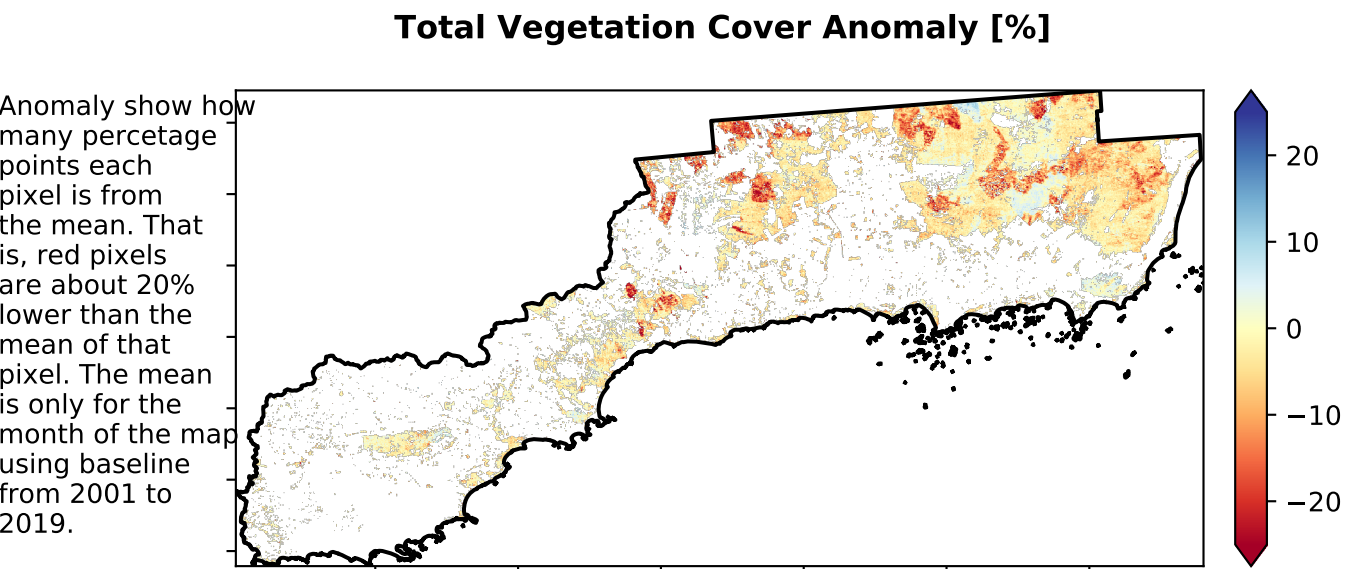 Total Vegetation Cover Anomaly [%]
Anomaly show how
many percetage
points each
pixel is from
the mean. That
is, red pixels
are about 20%
lower than the
mean of that
pixel. The mean
is only for the
month of the map
using baseline
from 2001 to
2019.
20
10
0
−10
−20